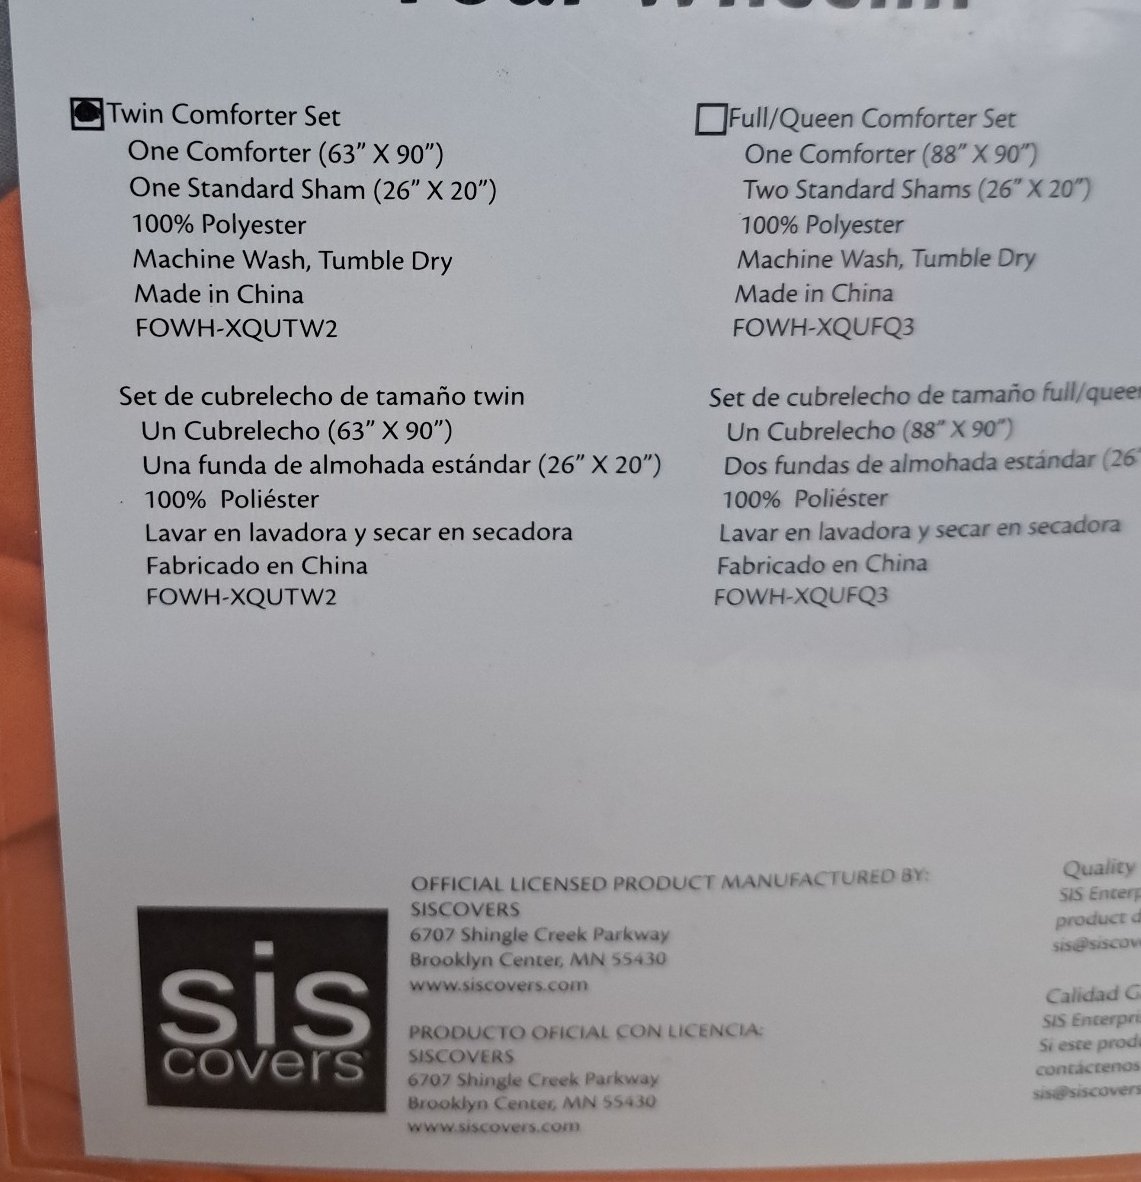 Twin Comforter Set
One Comforter (63" X 90")
One Standard Sham (26" X 20")
100% Polyester
Machine Wash, Tumble Dry
Made in China
FOWH-XQUTW2
Set de cubrelecho de tamaño twin
Un Cubrelecho (63" X 90")
Una funda de almohada estándar (26" X 20")
100% Poliéster
Lavar en lavadora y secar en secadora
Fabricado en China
FOWH-XQUTW2
Full/Queen Comforter Set
One Comforter (88" X 90")
Two Standard Shams (26" X 20")
100% Polyester
Machine Wash, Tumble Dry
Made in China
FOWH-XQUFQ3
Set de cubrelecho de tamaño full/queen
Un Cubrelecho (88" X 90")
Dos fundas de almohada estándar (26"
100% Poliéster
Lavar en lavadora y secar en secadora
Fabricado en China
FOWH-XQUFQ3
sis
covers
OFFICIAL LICENSED PRODUCT MANUFACTURED BY:
SISCOVERS
6707 Shingle Creek Parkway
Brooklyn Center, MN 55430
www.siscovers.com
PRODUCTO OFICIAL CON LICENCIA:
SISCOVERS
6707 Shingle Creek Parkway
Brooklyn Center, MN 55430
www.siscovers.com
Quality
SIS
product
Calidad
SIS
Si este
contáctenos